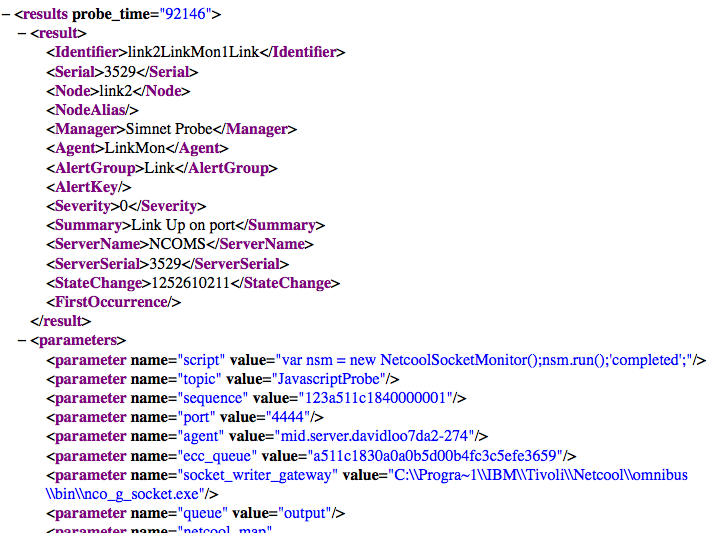 – <results probe_time="92146">
– <result>
<Identifier>link2LinkMon1Link</Identifier>
<Serial>3529</Serial>
<Node>link2</Node>
<NodeAlias/>
<Manager>Simnet Probe</Manager>
<Agent>LinkMon</Agent>
<AlertGroup>Link</AlertGroup>
<AlertKey/>
<Severity>0</Severity>
<Summary>Link Up on port</Summary>
<ServerName>NCOMS</ServerName>
<ServerSerial>3529</ServerSerial>
<StateChange>1252610211</StateChange>
<FirstOccurrence/>
</result>
– <parameters>
<parameter name="script" value="var nsm = new NetcoolSocketMonitor();nsm.run();'completed';"/>
<parameter name="topic" value="JavascriptProbe"/>
<parameter name="sequence" value="123a511c1840000001"/>
<parameter name="port" value="4444"/>
<parameter name="agent" value="mid.server.davidloo7da2-274"/>
<parameter name="ecc_queue" value="a511c1830a0a0b5d00b4fc3c5efe3659"/>
<parameter name="socket_writer_gateway" value="C:\\Progra~1\\IBM\\Tivoli\\Netcool\\omnibus
\\bin\\nco_g_socket.exe"/>
<parameter name="queue" value="output"/>
<parameter name="netcool_map"